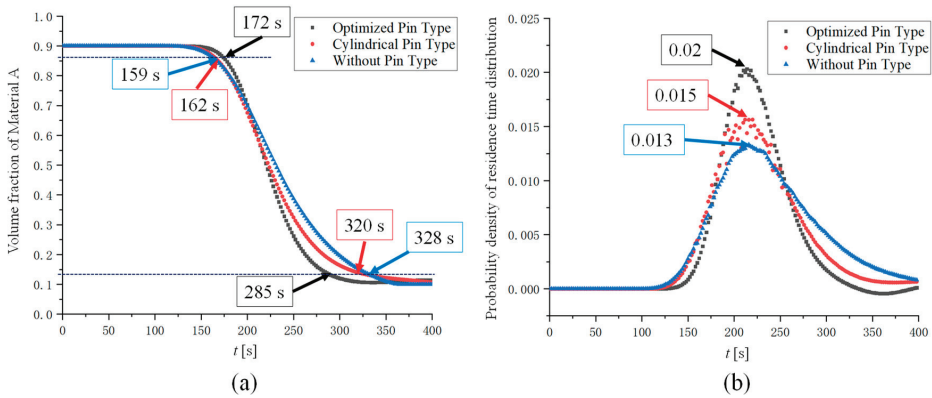 (a)
Volume fraction of Material A
1.0
0.9
0.8
0.7
0.6
0.5
0.4
0.3
0.2
0.1
0.0
172 s
Optimized Pin Type
Cylindrical Pin Type
Without Pin Type
159 s
162 s
320 s
328 s
285 s
0 50 100 150 200 250 300 350 400
t [s]
(a)
b)
Probability density of residence time distribution
0.025
0.020
0.015
0.010
0.005
0.000
Optimized Pin Type
Cylindrical Pin Type
Without Pin Type
0.02
0.015
0.013
0 50 100 150 200 250 300 350 400
t [s]
(b)